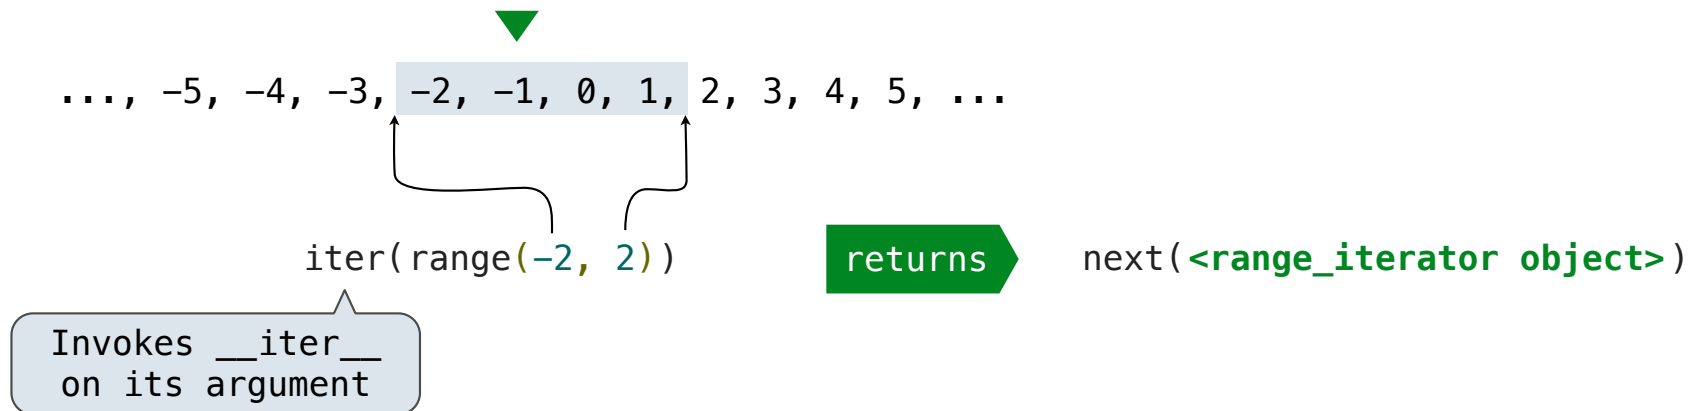 ..., −5, −4, −3, −2, −1, 0, 1, 2, 3, 4, 5, ...
iter(range(−2, 2))
returns
next(<range_iterator object>)
Invokes __iter__
on its argument